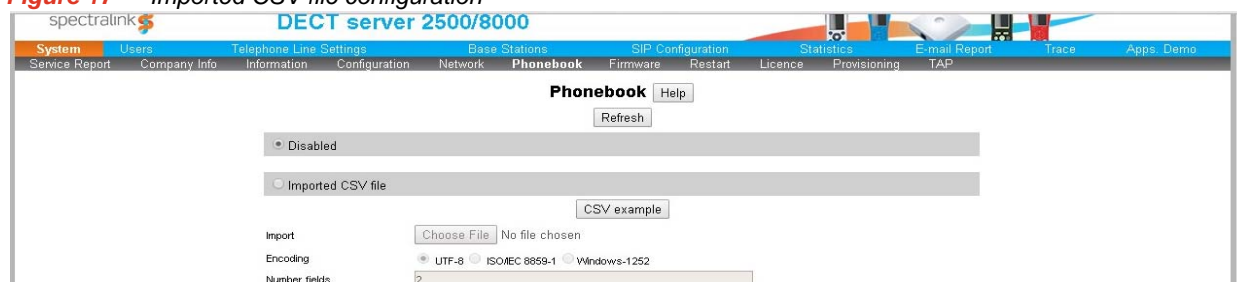 Figure 17 Imported CSV file configuration
spectralink DECT server 2500/8000
System Users Telephone Line Settings Base Stations SIP Configuration Statistics E-mail Report Trace Apps. Demo
Service Report Company Info Information Configuration Network Phonebook Firmware Restart Licence Provisioning TAP
Phonebook Help
Refresh
Disabled
Imported CSV file
CSV example
Import Choose File No file chosen
Encoding UTF-8 ISO/IEC 8859-1 Windows-1252
Number fields 2